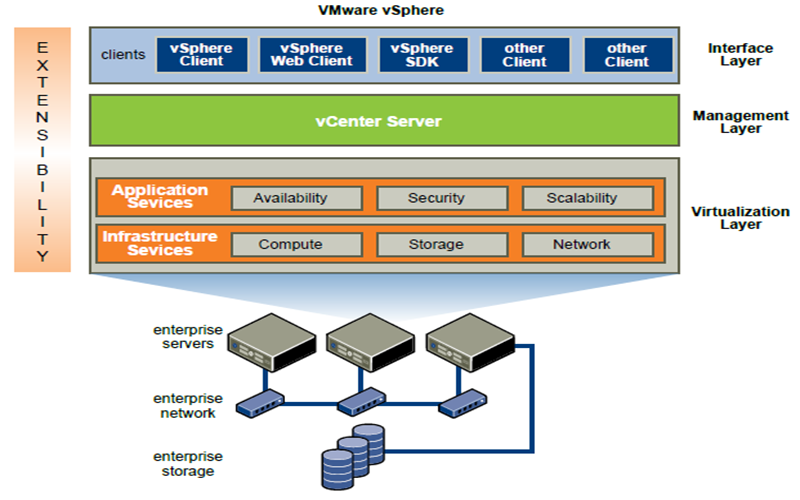 VMware vSphere
EXTENSIBILITY
clients
vSphere
Client
vSphere
Web Client
vSphere
SDK
other
Client
other
Client
Interface
Layer
vCenter Server
Management
Layer
Application
Sevices
Availability
Security
Scalability
Infrastructure
Sevices
Compute
Storage
Network
Virtualization
Layer
enterprise
servers
enterprise
network
enterprise
storage